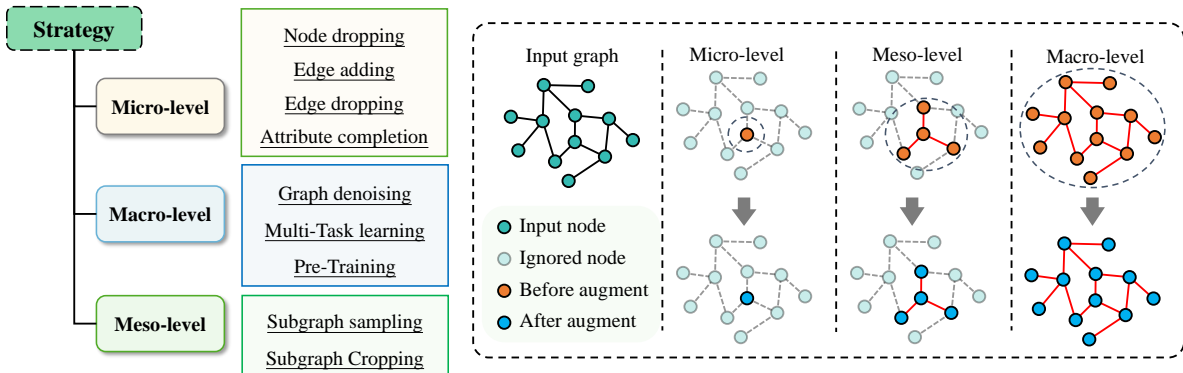 Strategy
Micro-level
Node dropping
Edge adding
Edge dropping
Attribute completion
Macro-level
Graph denoising
Multi-Task learning
Pre-Training
Meso-level
Subgraph sampling
Subgraph Cropping
Input graph
Micro-level
Meso-level
Macro-level
Input node
Ignored node
Before augment
After augment